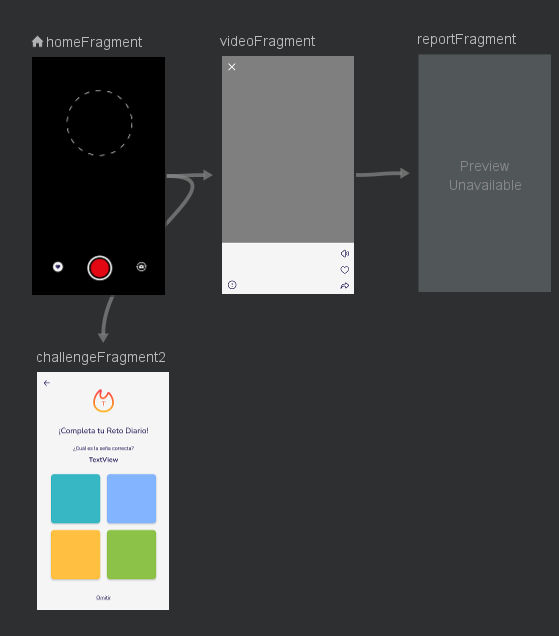 homeFragment
videoFragment
reportFragment
Preview
Unavailable
challengeFragment2
T
¡Completa tu Reto Diario!
¿Cuál es la seña correcta?
TextView
Omitir